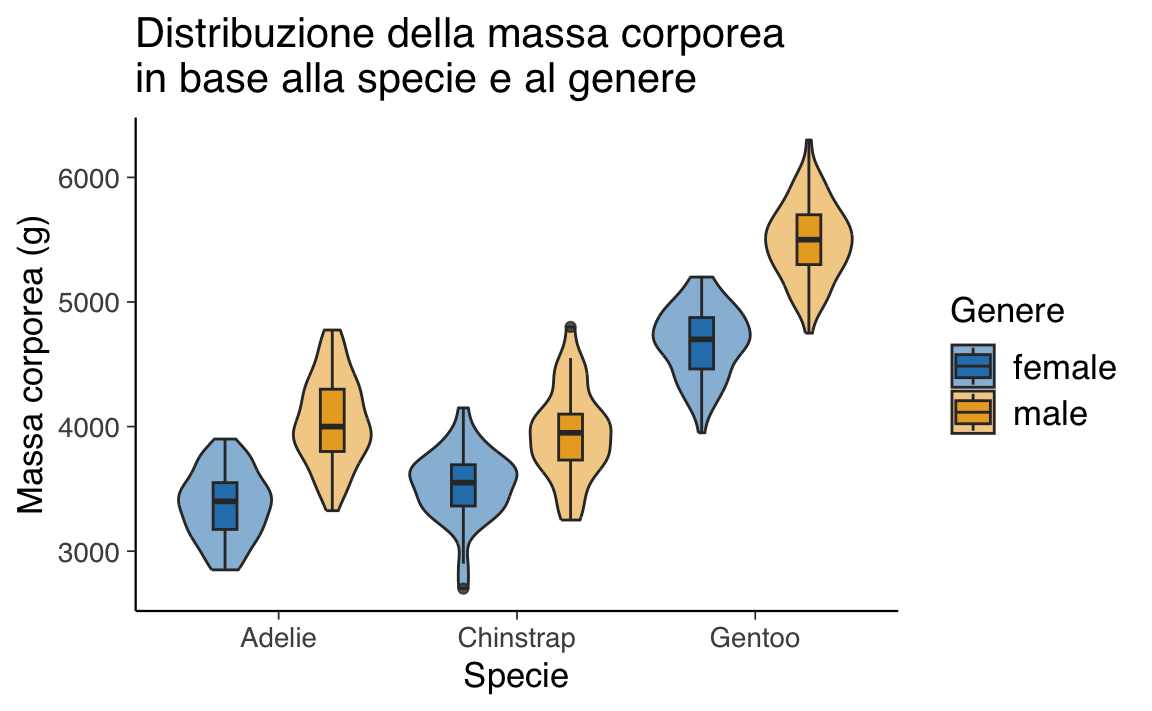 Distribuzione della massa corporea
in base alla specie e al genere
Massa corporea (g)
6000
5000
4000
3000
Adelie
Chinstrap
Gentoo
Specie
Genere
female
male